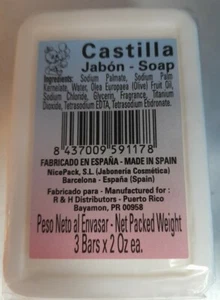 Castilla
Jabón - Soap
Ingredients: Sodium Palmate, Sodium Palm
Kernelate, Water, Olea Europaea (Olive) Fruit Oil,
Sodium Chloride, Glycerin, Fragrance, Titanium
Dioxide, Tetrasodium EDTA, Tetrasodium Etidronate.
8 437009 591178
FABRICADO EN ESPAÑA - MADE IN SPAIN
NicePack, S.L. (Jabonería Cosmética)
Barcelona - España (Spain)
Fabricado para - Manufactured for :
R & H Distributors - Puerto Rico
Bayamon, PR 00958
Peso Neto al Envasar - Net Packed Weight
3 Bars x 2 Oz ea.